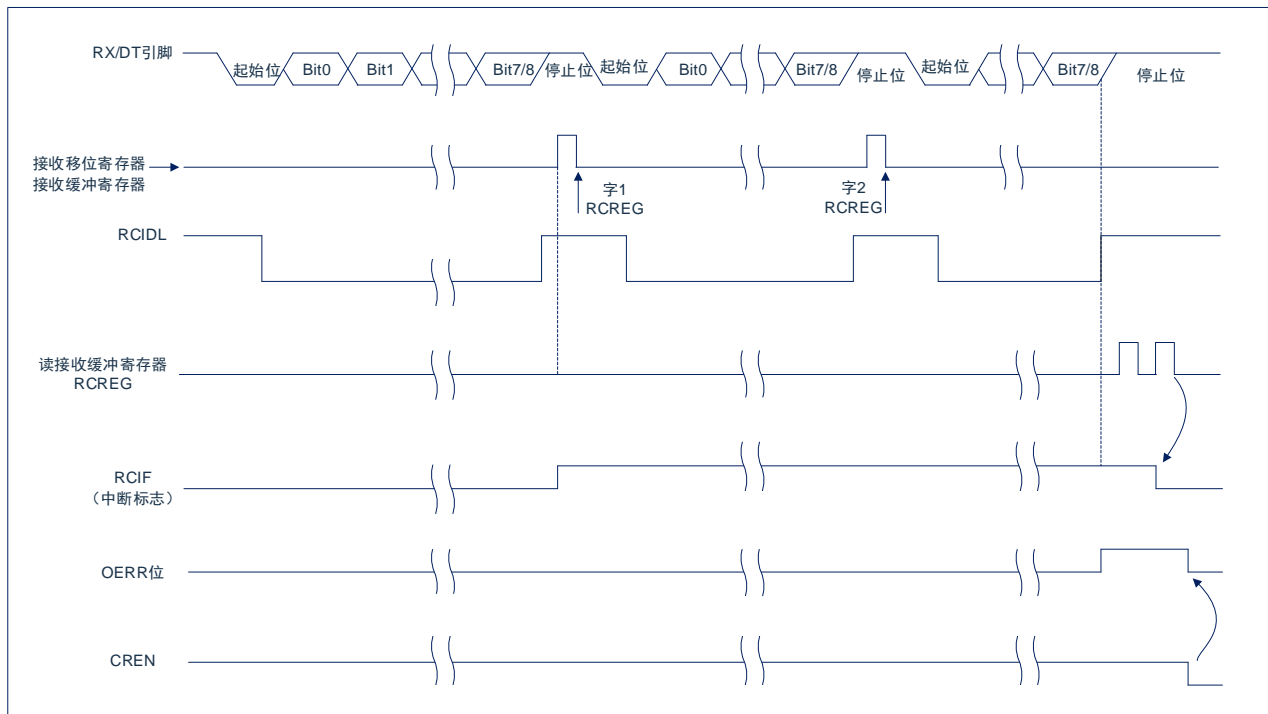 RX/DT引脚
起始位 Bit0 Bit1 Bit7/8 停止位 起始位 Bit0 Bit7/8 停止位 起始位 Bit7/8 停止位
接收移位寄存器
接收缓冲寄存器
字1
RCREG
字2
RCREG
RCIDL
读接收缓冲寄存器
RCREG
RCIF
(中断标志)
OERR位
CREN